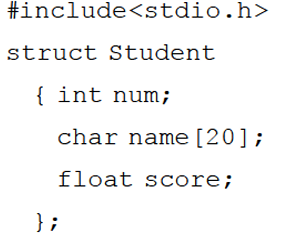 #include<stdio.h>
struct Student
{ int num;
char name[20];
float score;
};